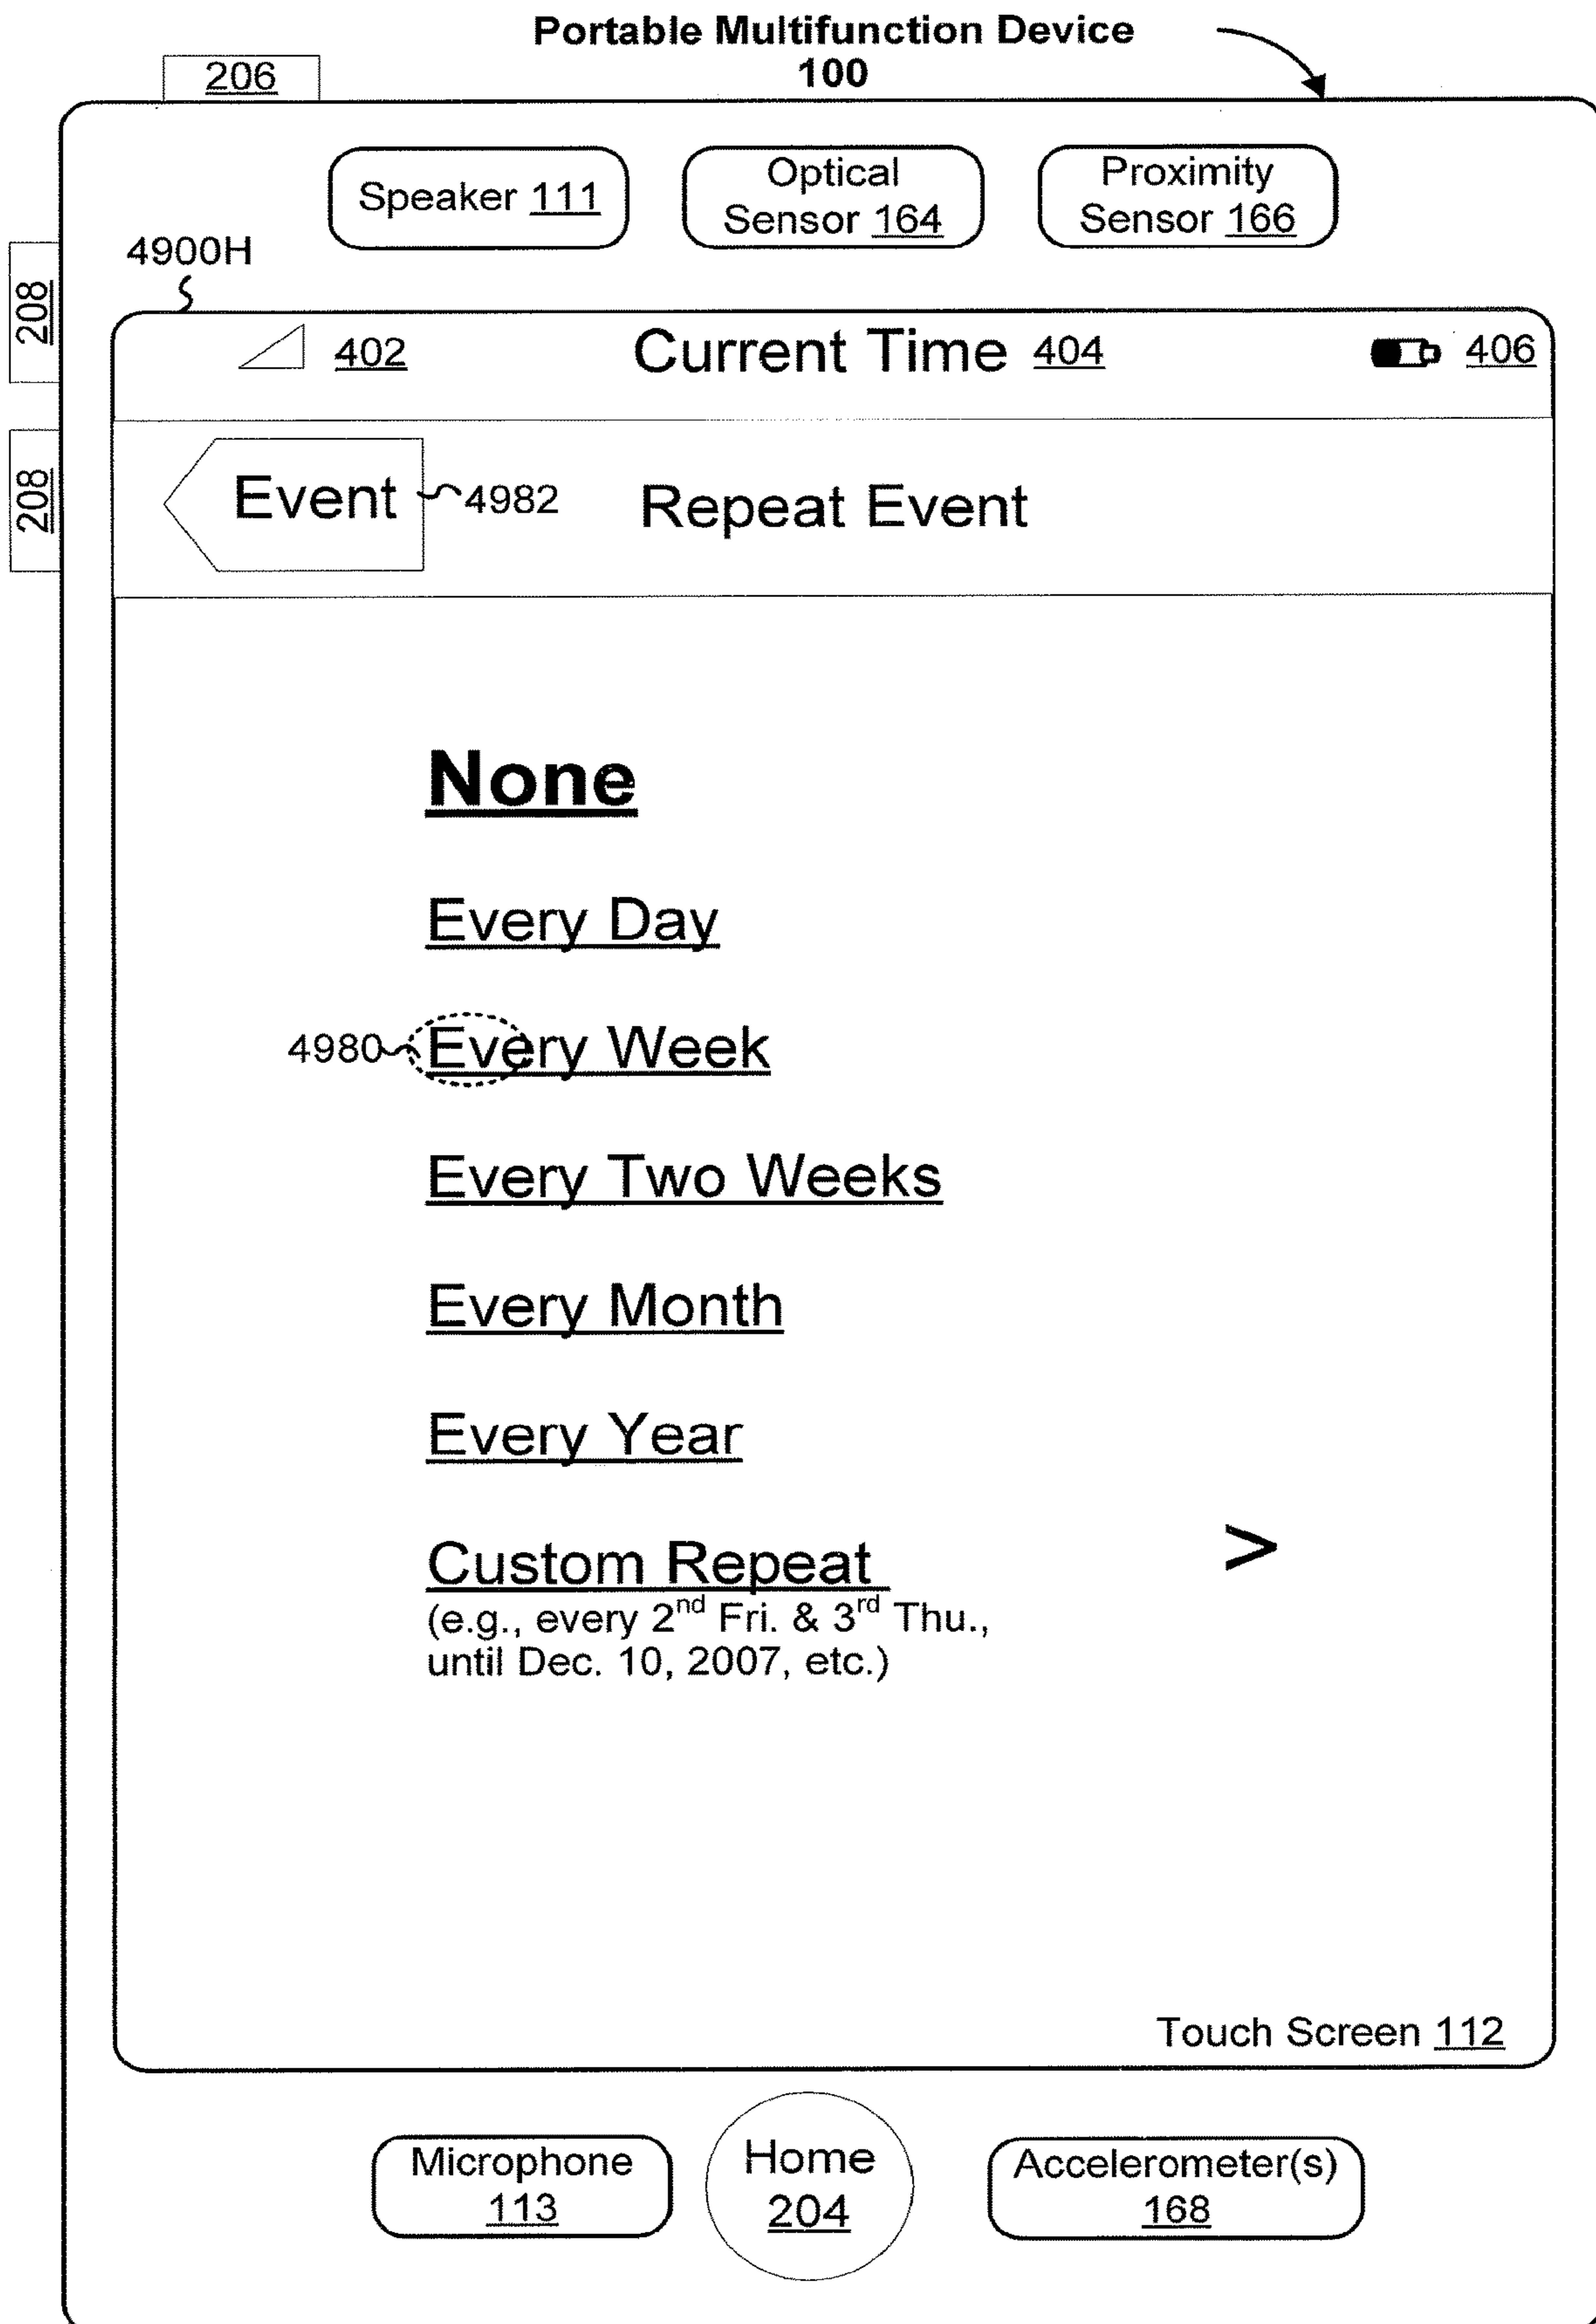 Portable Multifunction Device
100
206
Speaker 111
Optical
Sensor 164
Proximity
Sensor 166
4900H
208
402
Current Time 404
406
208
Event
4982
Repeat Event
None
Every Day
4980
Every Week
Every Two Weeks
Every Month
Every Year
Custom Repeat
>
(e.g., every 2nd Fri. & 3rd Thu.,
until Dec. 10, 2007, etc.)
Touch Screen 112
Microphone
113
Home
204
Accelerometer(s)
168